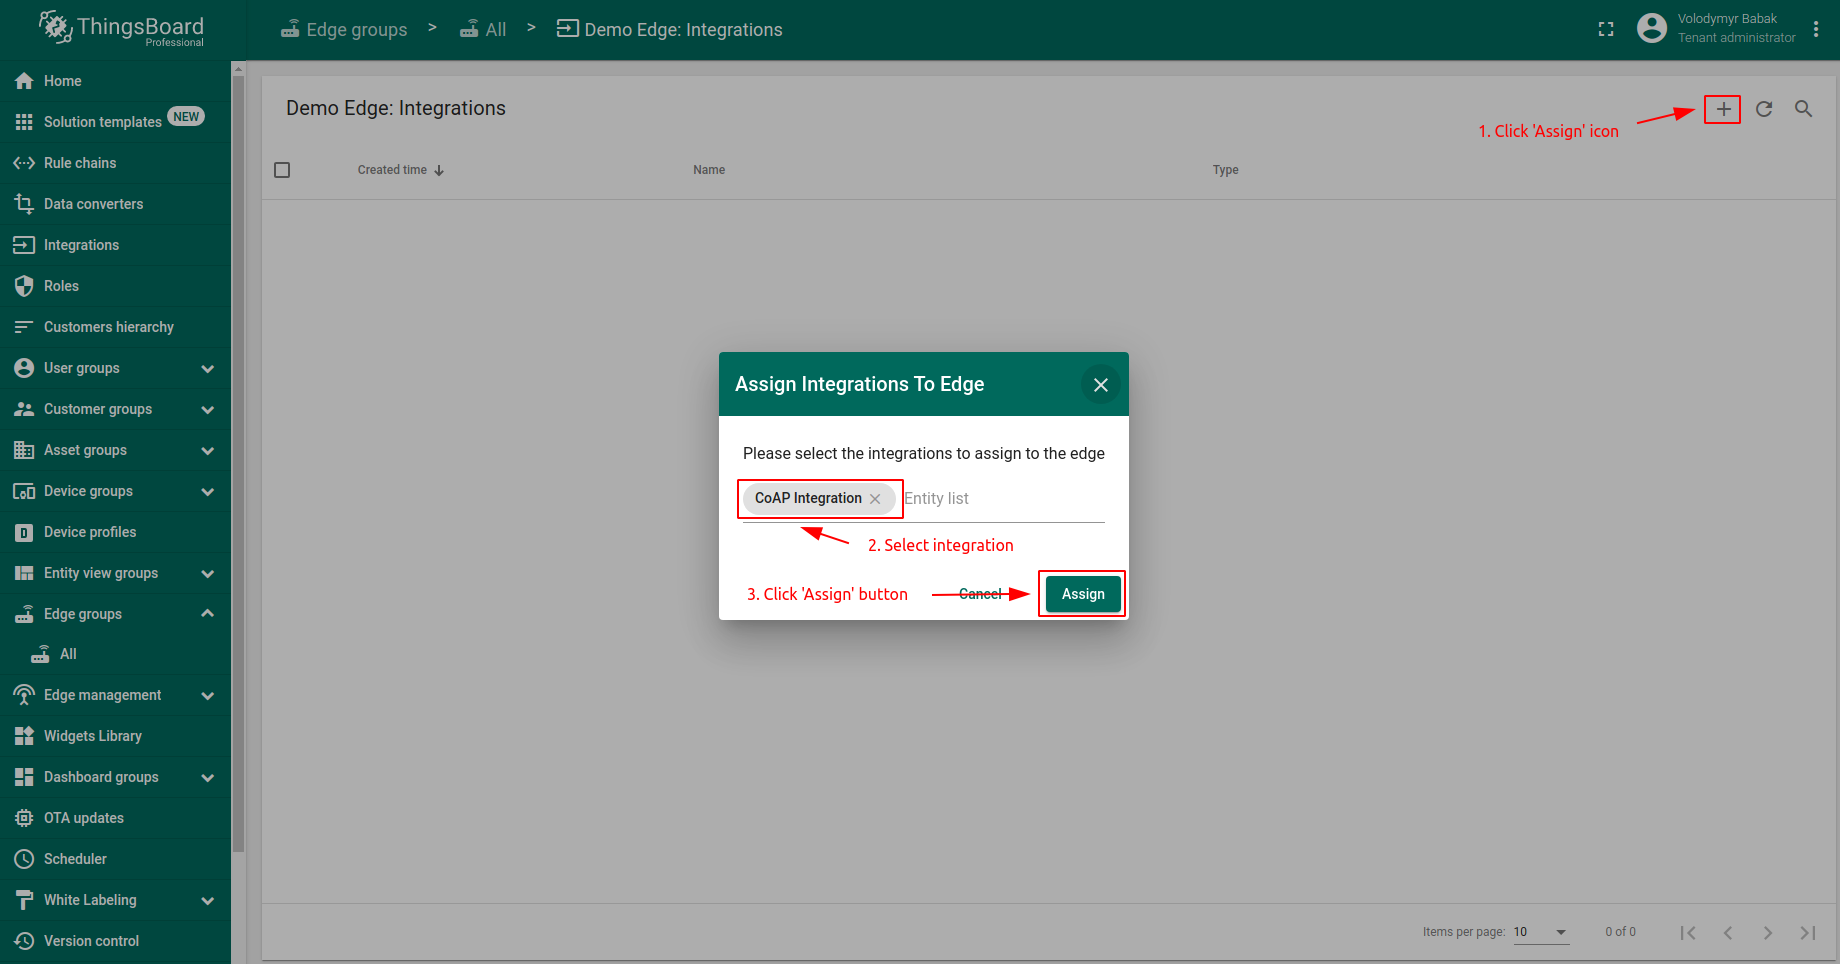 ThingsBoard
Professional
Edge groups > All > Demo Edge: Integrations
Volodymyr Babak
Tenant administrator
Home
Solution templates NEW
Rule chains
Data converters
Integrations
Roles
Customers hierarchy
User groups
Customer groups
Asset groups
Device groups
Device profiles
Entity view groups
Edge groups
All
Edge management
Widgets Library
Dashboard groups
OTA updates
Scheduler
White Labeling
Version control
Demo Edge: Integrations
1. Click 'Assign' icon
Created time Name Type
Assign Integrations To Edge
Please select the integrations to assign to the edge
CoAP Integration Entity list
2. Select integration
3. Click 'Assign' button Cancel Assign
Items per page: 10 0 of 0